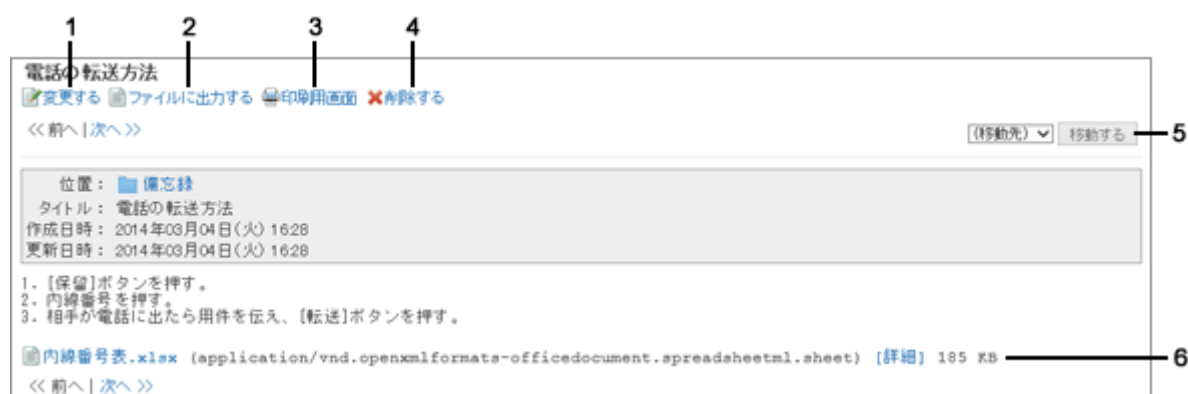 1 2 3 4
電話の転送方法
変更する ファイルに出力する 印刷用画面 削除する
<< 前へ | 次へ >>
(移動先) 移動する 5
位置： 備忘録
タイトル： 電話の転送方法
作成日時： 2014年03月04日(火) 16:28
更新日時： 2014年03月04日(火) 16:28
1. [保留]ボタンを押す。
2. 内線番号を押す。
3. 相手が電話に出たら用件を伝え、[転送]ボタンを押す。
内線番号表.xlsx (application/vnd.openxmlformats-officedocument.spreadsheetml.sheet) [詳細] 185 KB 6
<< 前へ | 次へ >>